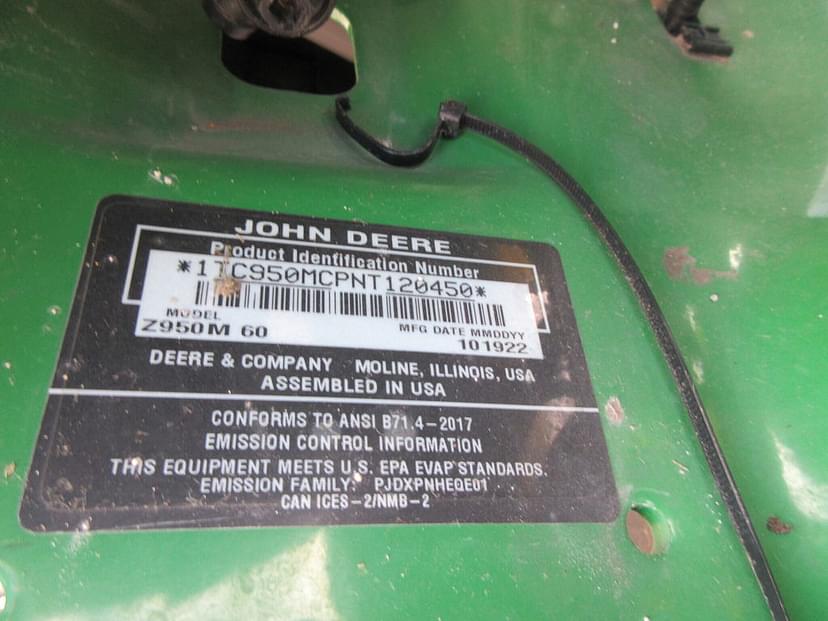 JOHN DEERE
Product Identification Number
*1TC950MCPNT120450*
MODEL
Z950M 60
MFG DATE MMDDYY
101922
DEERE & COMPANY MOLINE, ILLINOIS, USA
ASSEMBLED IN USA
CONFORMS TO ANSI B71.4-2017
EMISSION CONTROL INFORMATION
THIS EQUIPMENT MEETS U.S. EPA EVAP STANDARDS.
EMISSION FAMILY: PJDXPNHEQE01
CAN ICES-2/NMB-2